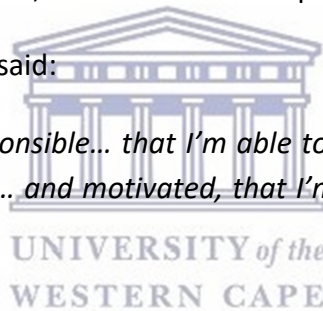 said:
onsible... that I'm able to
... and motivated, that I'm
UNIVERSITY of the
WESTERN CAPE